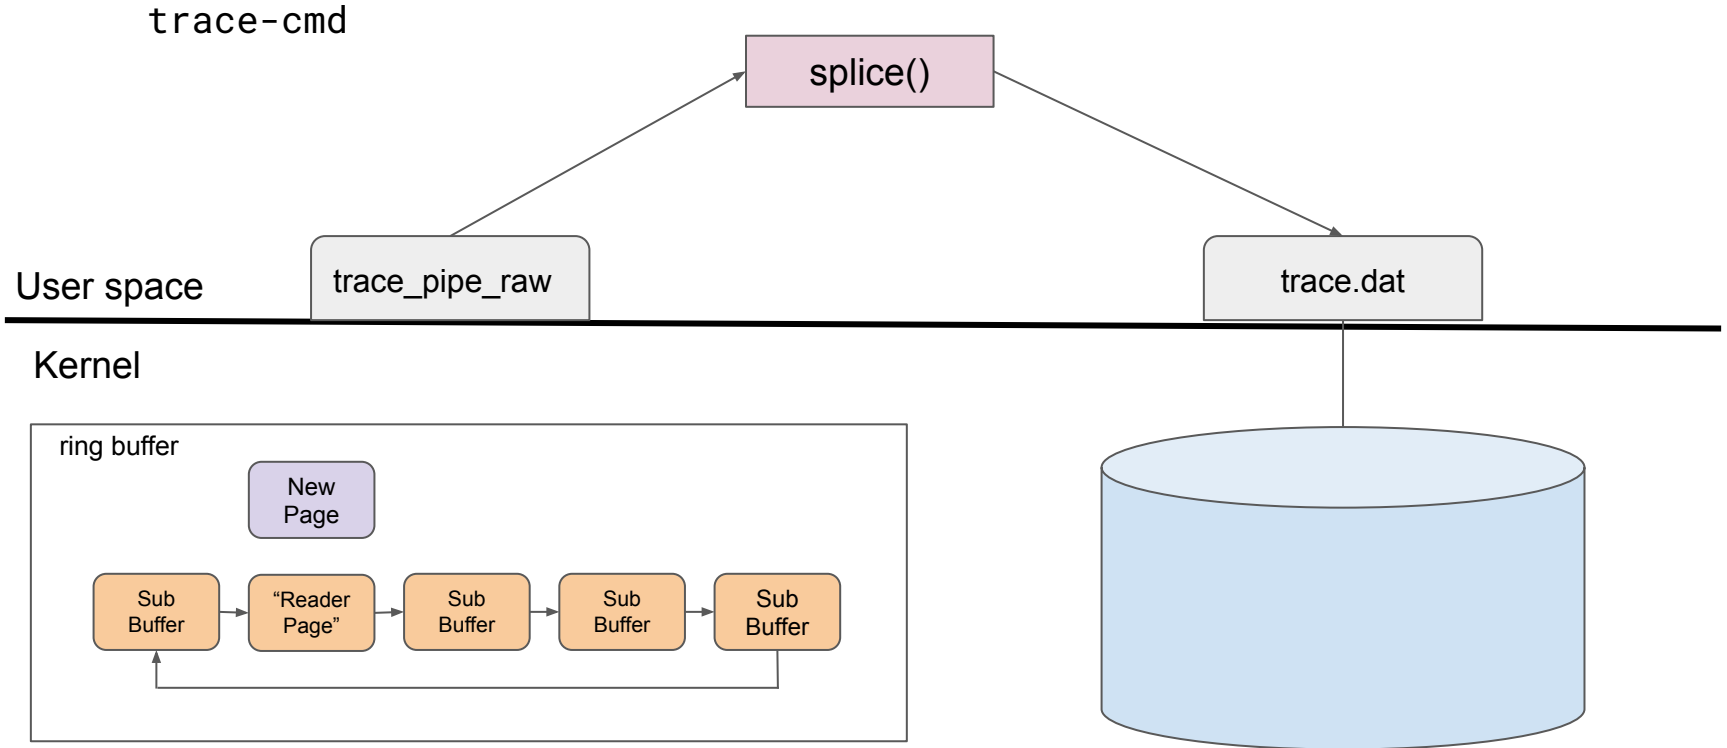 trace-cmd
splice()
trace_pipe_raw
trace.dat
User space
Kernel
ring buffer
New
Page
Sub
Buffer
“Reader
Page”
Sub
Buffer
Sub
Buffer
Sub
Buffer